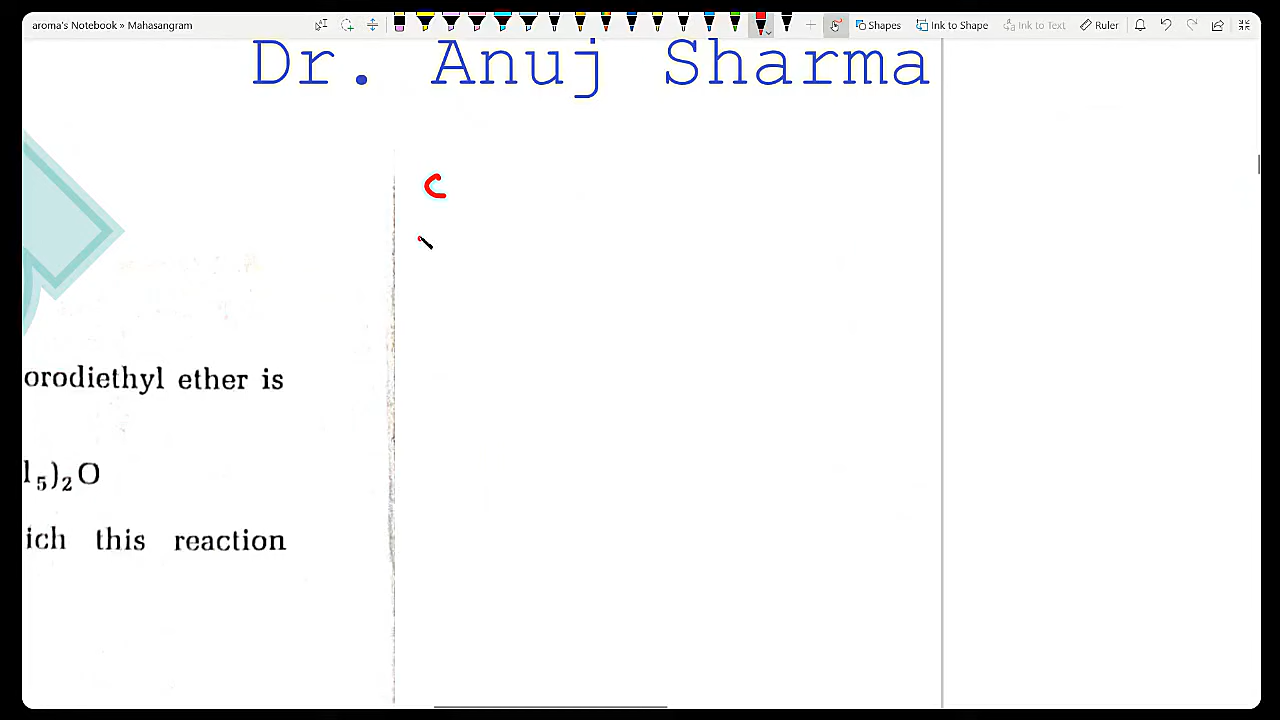 aroma's Notebook » Mahasangram
Shapes Ink to Shape Ink to Text Ruler
Dr. Anuj Sharma
C
orodiethyl ether is
l5)2O
ich this reaction